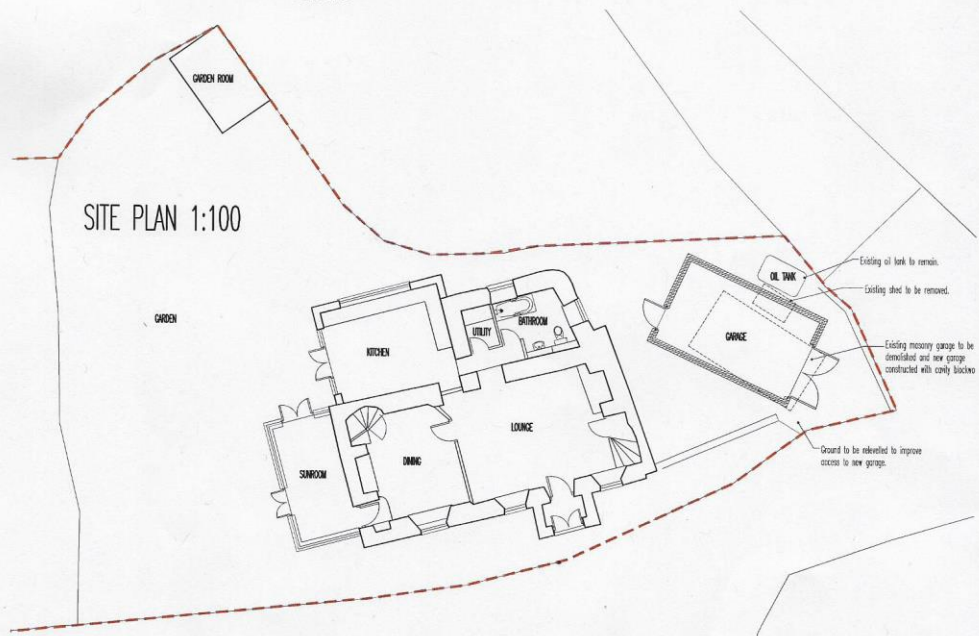 GARDEN ROOM
SITE PLAN 1:100
OIL TANK
Existing oil tank to remain.
Existing shed to be removed.
GARDEN
UTILITY
BATHROOM
GARAGE
KITCHEN
Existing masonry garage to be
demolished and new garage
constructed with cavity blockwo
LOUNGE
DINING
SUNROOM
Ground to be relevelled to improve
access to new garage.